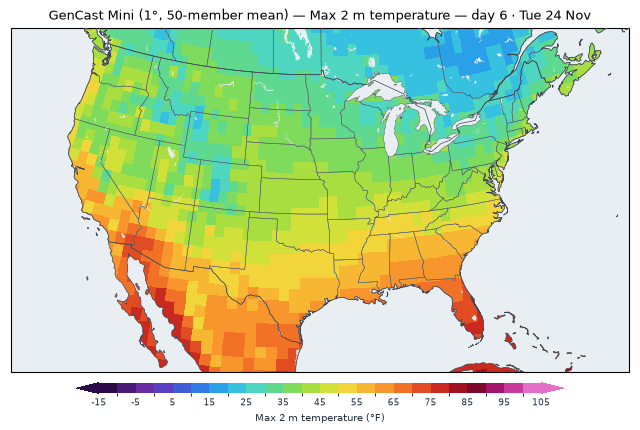 GenCast Mini (1°, 50-member mean) — Max 2 m temperature — day 6 · Tue 24 Nov
-15 -5 5 15 25 35 45 55 65 75 85 95 105
Max 2 m temperature (°F)